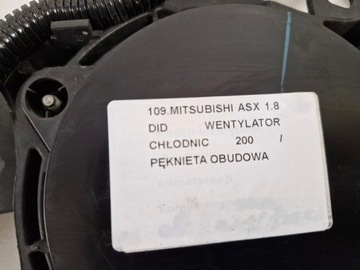 109.MITSUBISHI ASX 1.8
DID WENTYLATOR
CHŁODNIC 200 /
PĘKNIETA OBUDOWA